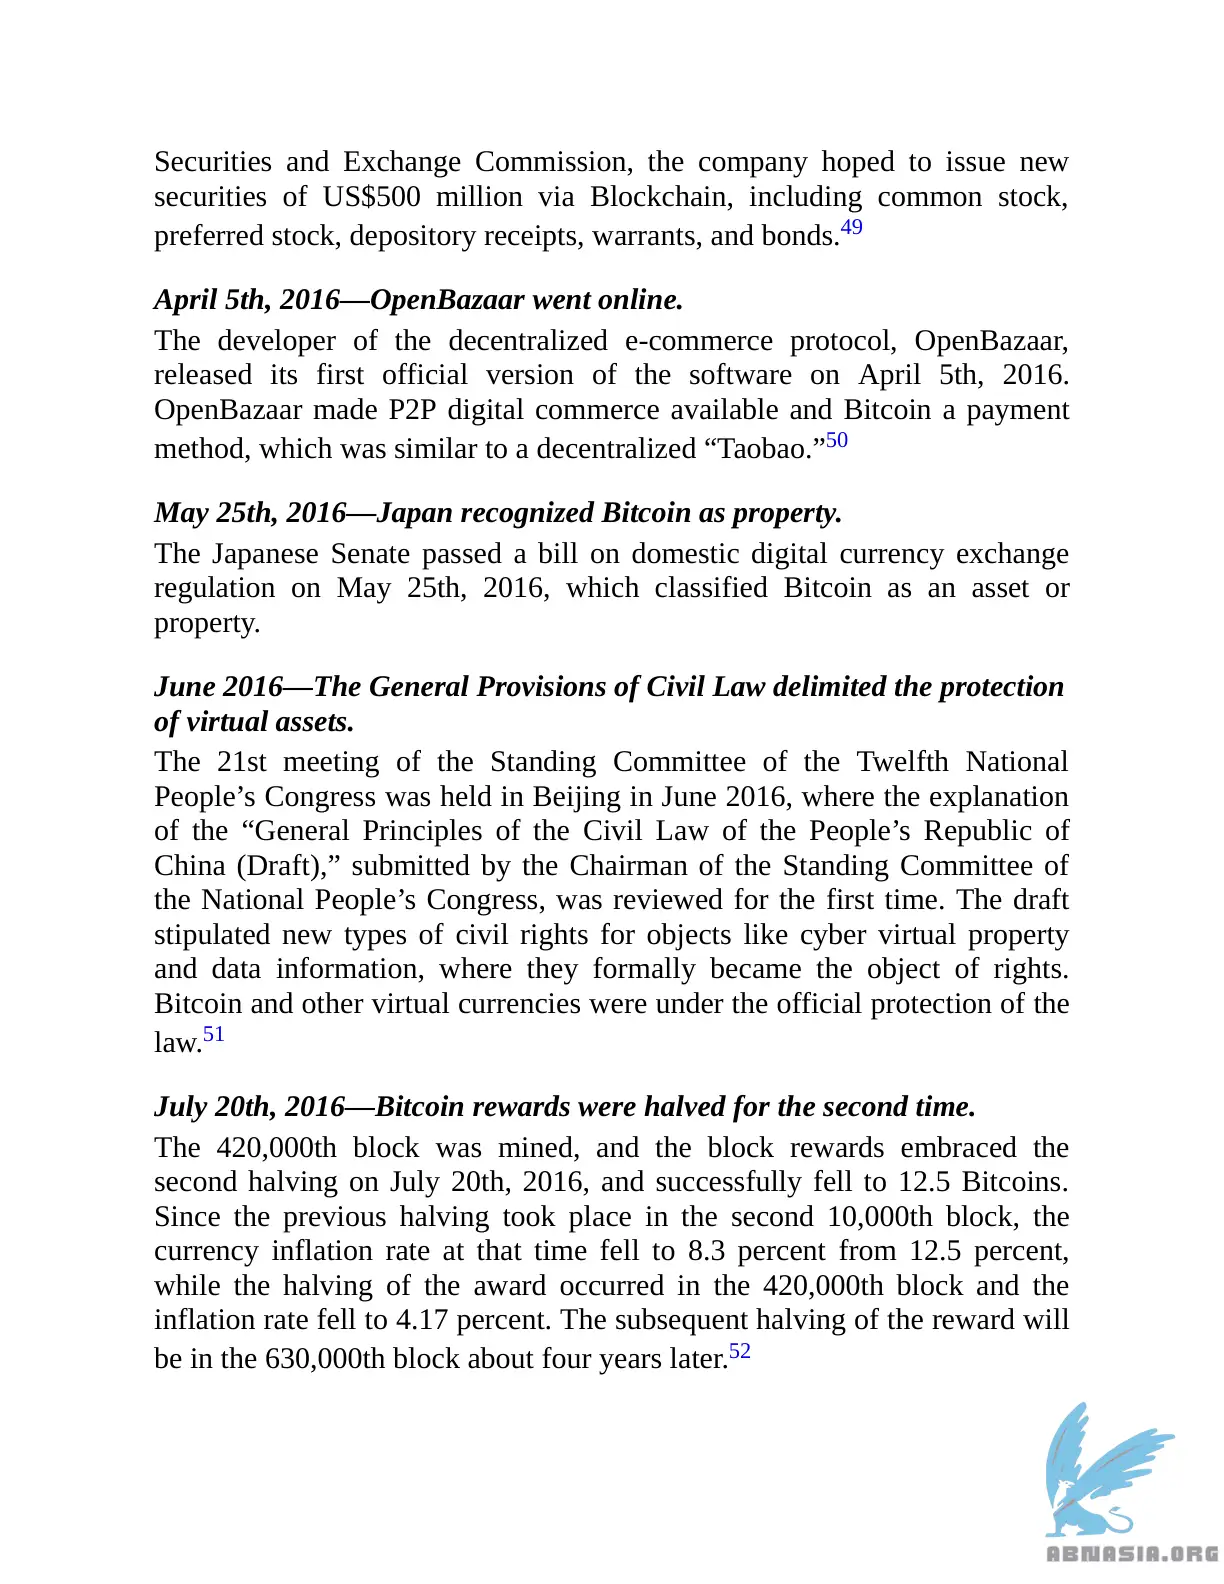 Securities and Exchange Commission, the company hoped to issue new
securities of US$500 million via Blockchain, including common stock,
preferred stock, depository receipts, warrants, and bonds.49
April 5th, 2016—OpenBazaar went online.
The developer of the decentralized e-commerce protocol, OpenBazaar,
released its first official version of the software on April 5th, 2016.
OpenBazaar made P2P digital commerce available and Bitcoin a payment
method, which was similar to a decentralized “Taobao.”50
May 25th, 2016—Japan recognized Bitcoin as property.
The Japanese Senate passed a bill on domestic digital currency exchange
regulation on May 25th, 2016, which classified Bitcoin as an asset or
property.
June 2016—The General Provisions of Civil Law delimited the protection
of virtual assets.
The 21st meeting of the Standing Committee of the Twelfth National
People’s Congress was held in Beijing in June 2016, where the explanation
of the “General Principles of the Civil Law of the People’s Republic of
China (Draft),” submitted by the Chairman of the Standing Committee of
the National People’s Congress, was reviewed for the first time. The draft
stipulated new types of civil rights for objects like cyber virtual property
and data information, where they formally became the object of rights.
Bitcoin and other virtual currencies were under the official protection of the
law.51
July 20th, 2016—Bitcoin rewards were halved for the second time.
The 420,000th block was mined, and the block rewards embraced the
second halving on July 20th, 2016, and successfully fell to 12.5 Bitcoins.
Since the previous halving took place in the second 10,000th block, the
currency inflation rate at that time fell to 8.3 percent from 12.5 percent,
while the halving of the award occurred in the 420,000th block and the
inflation rate fell to 4.17 percent. The subsequent halving of the reward will
be in the 630,000th block about four years later.52
ABNASIA.ORG